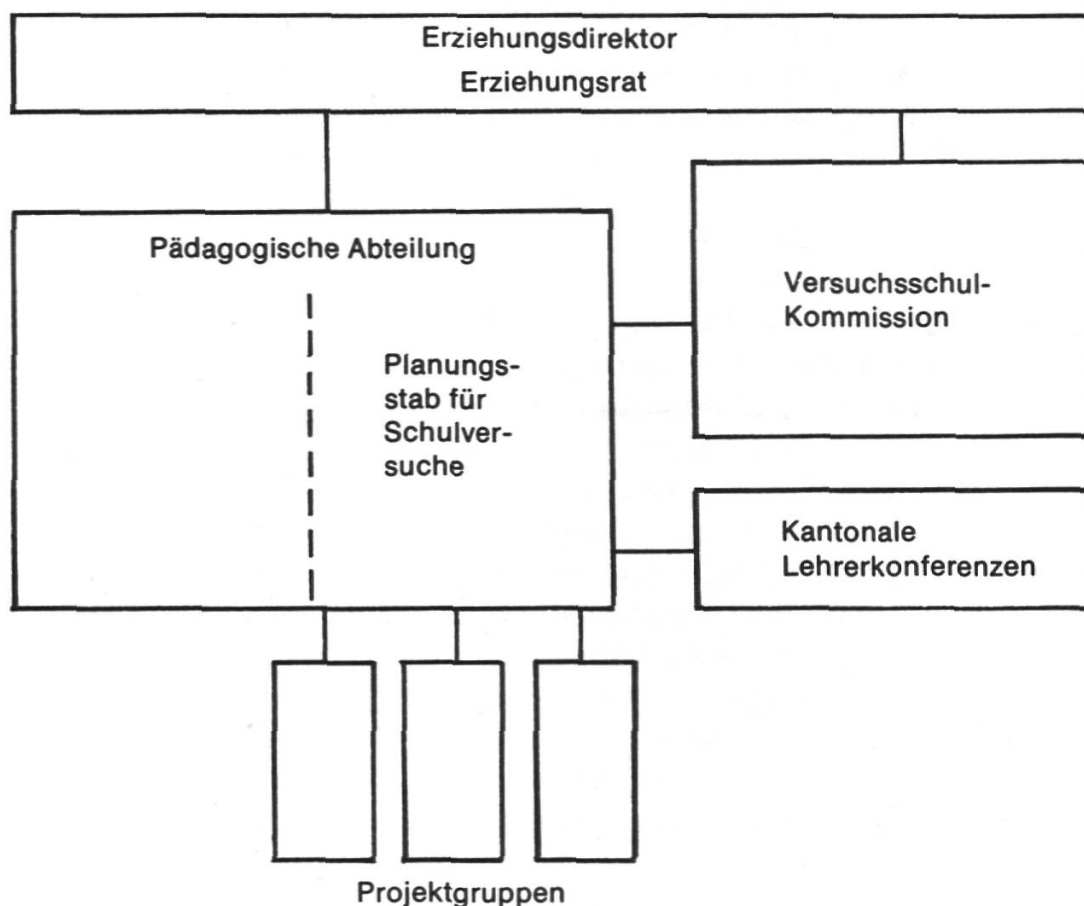 Erziehungsdirektor
Erziehungsrat
Pädagogische Abteilung
Planungs-
stab für
Schulver-
suche
Versuchsschul-
Kommission
Kantonale
Lehrerkonferenzen
Projektgruppen